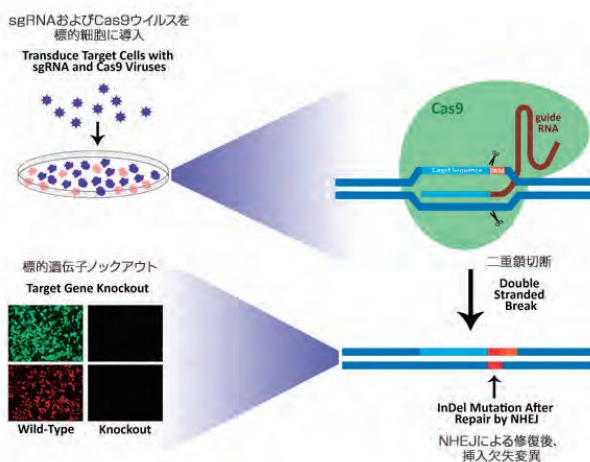 sgRNAおよびCas9ウイルスを
標的細胞に導入
Transduce Target Cells with
sgRNA and Cas9 Viruses
Cas9
guide
RNA
Target Sequence
PAM
二重鎖切断
Double
Stranded
Break
標的遺伝子ノックアウト
Target Gene Knockout
Wild-Type
Knockout
InDel Mutation After
Repair by NHEJ
NHEJによる修復後、
挿入欠失変異